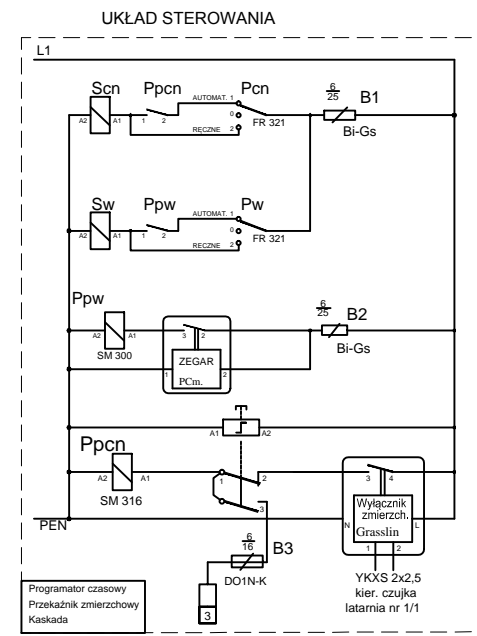 UKŁAD STEROWANIA
L1
Scn Ppcn Pcn 6/25 B1
AUTOMAT. 1
0
A2 A1 1 2 FR 321 Bi-Gs
RĘCZNE 2
Sw Ppw Pw
AUTOMAT. 1
0
A2 A1 1 2 FR 321
RĘCZNE 2
Ppw 6/25 B2
A2 A1 3 2 Bi-Gs
SM 300
1 ZEGAR 2
PCm.
A1 A2
Ppcn
A2 A1 1 2 3 4
SM 316 3
Wyłącznik
zmierzch.
PEN N Grasslin L
6/16 B3 1 2
DO1N-K YKXS 2x2,5
kier. czujka
latarnia nr 1/1
3
Programator czasowy
Przekażnik zmierzchowy
Kaskada